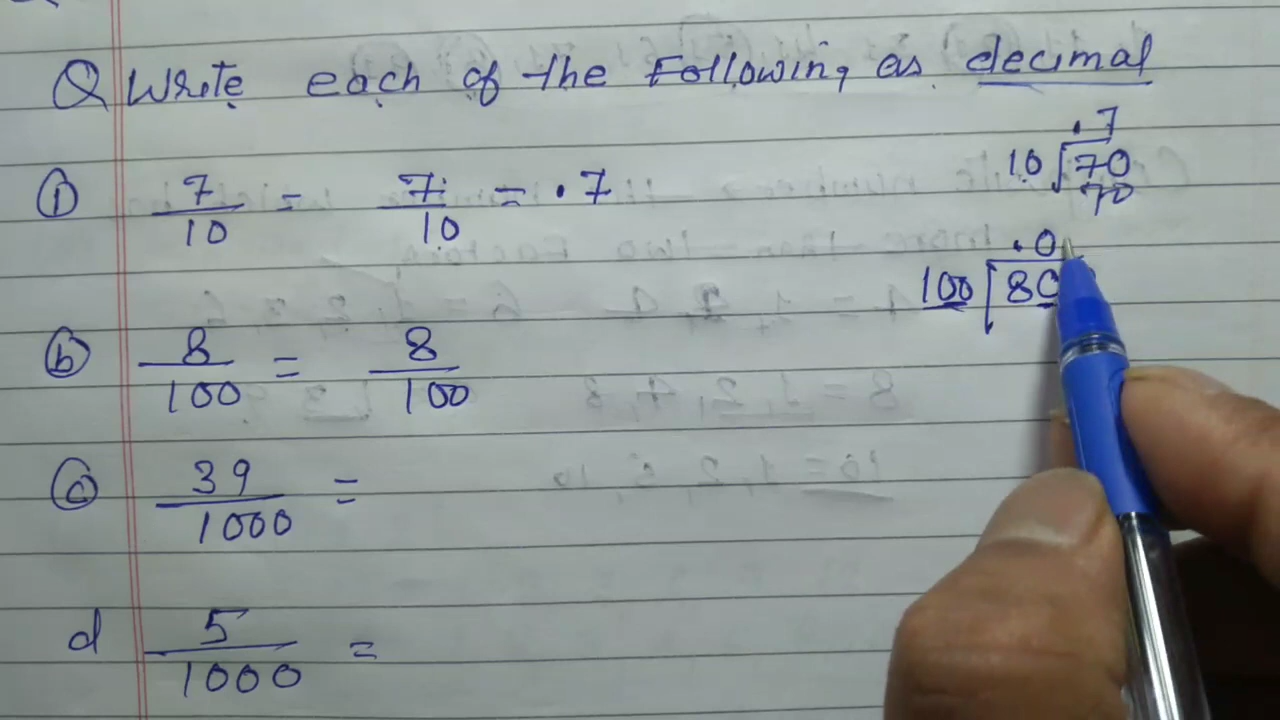 Q Write each of the Following as decimal
① 7/10 = 7/10 = .7
.7
10 70
70
.0
100 80
ⓑ 8/100 = 8/100
ⓒ 39/1000 =
d 5/1000 =